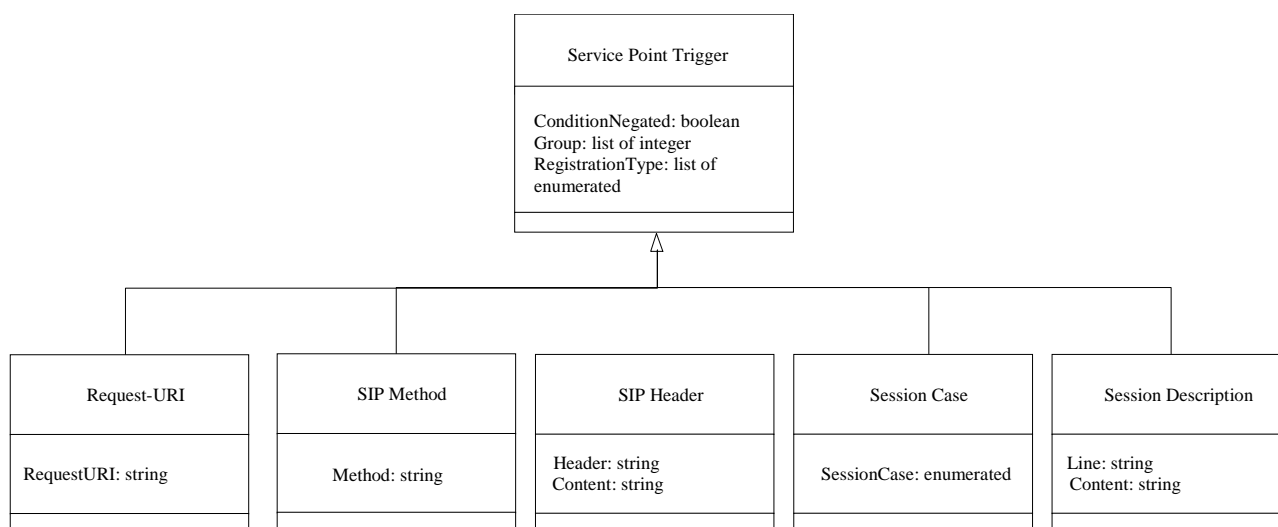 Service Point Trigger
ConditionNegated: boolean
Group: list of integer
RegistrationType: list of
enumerated
Request-URI
RequestURI: string
SIP Method
Method: string
SIP Header
Header: string
Content: string
Session Case
SessionCase: enumerated
Session Description
Line: string
Content: string